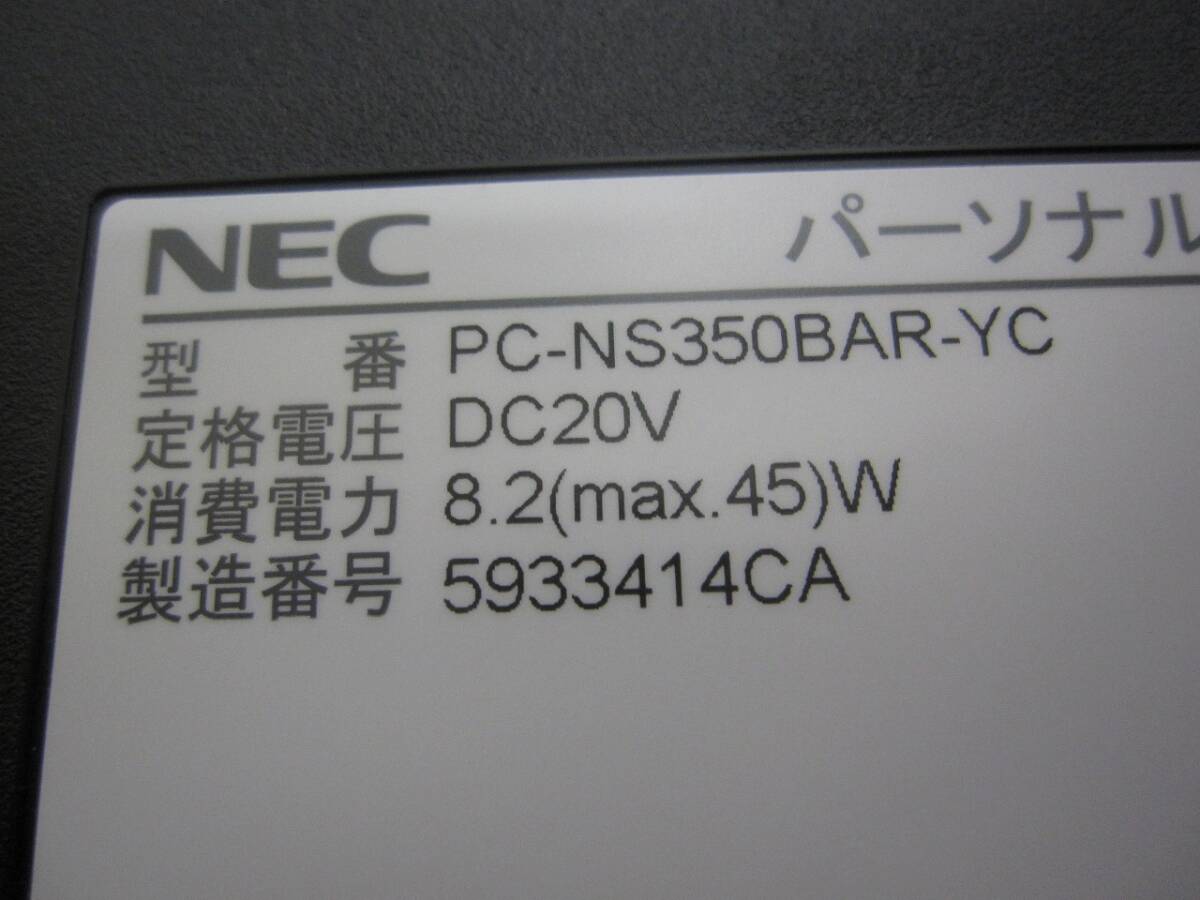 NEC パーソナル
型番 PC-NS350BAR-YC
定格電圧 DC20V
消費電力 8.2(max.45)W
製造番号 5933414CA